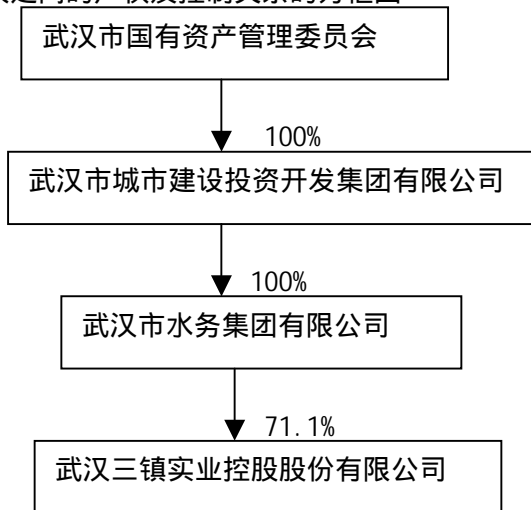 之间的产权及控制关系的方框图
武汉市国有资产管理委员会
100%
武汉市城市建设投资开发集团有限公司
100%
武汉市水务集团有限公司
71.1%
武汉三镇实业控股股份有限公司